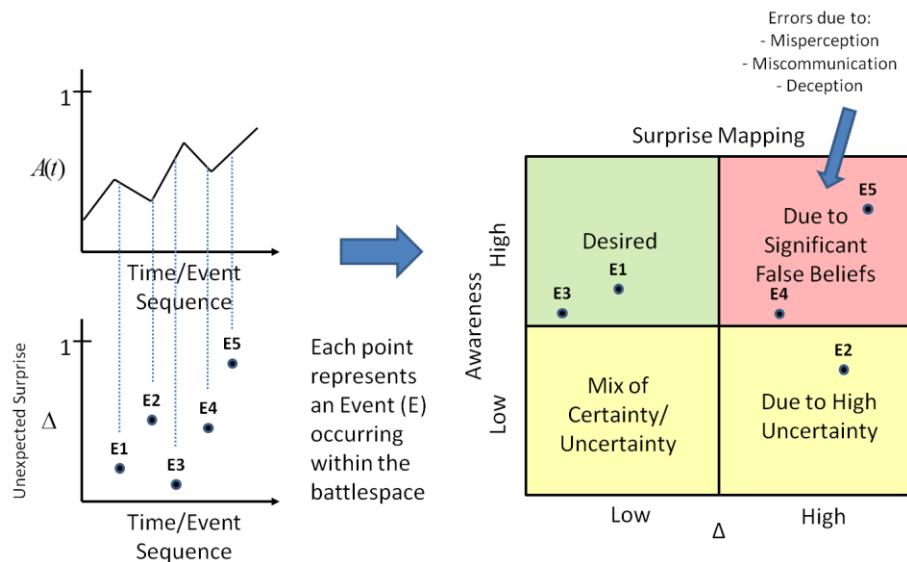 Errors due to:
- Misperception
- Miscommunication
- Deception
1
A(t)
Time/Event
Sequence
1
Unexpected Surprise
Δ
E1
E2
E3
E4
E5
Time/Event
Sequence
Each point
represents
an Event (E)
occurring
within the
battlespace
Surprise Mapping
Awareness
High
Low
Desired
E3
E1
E5
Due to
Significant
False Beliefs
E4
Mix of
Certainty/
Uncertainty
E2
Due to High
Uncertainty
Low
High
Δ